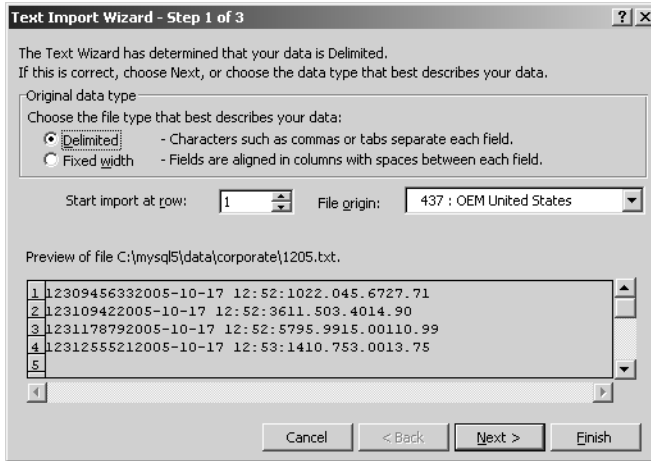 Text Import Wizard - Step 1 of 3
The Text Wizard has determined that your data is Delimited.
If this is correct, choose Next, or choose the data type that best describes your data.
Original data type
Choose the file type that best describes your data:
Delimited - Characters such as commas or tabs separate each field.
Fixed width - Fields are aligned in columns with spaces between each field.
Start import at row: 1 File origin: 437 : OEM United States
Preview of file C:\mysql5\data\corporate\1205.txt.
1 12309456332005-10-17 12:52:1022.045.6727.71
2 123109422005-10-17 12:52:3611.503.4014.90
3 1231178792005-10-17 12:52:5795.9915.00110.99
4 12312555212005-10-17 12:53:1410.753.0013.75
5
Cancel < Back Next > Finish